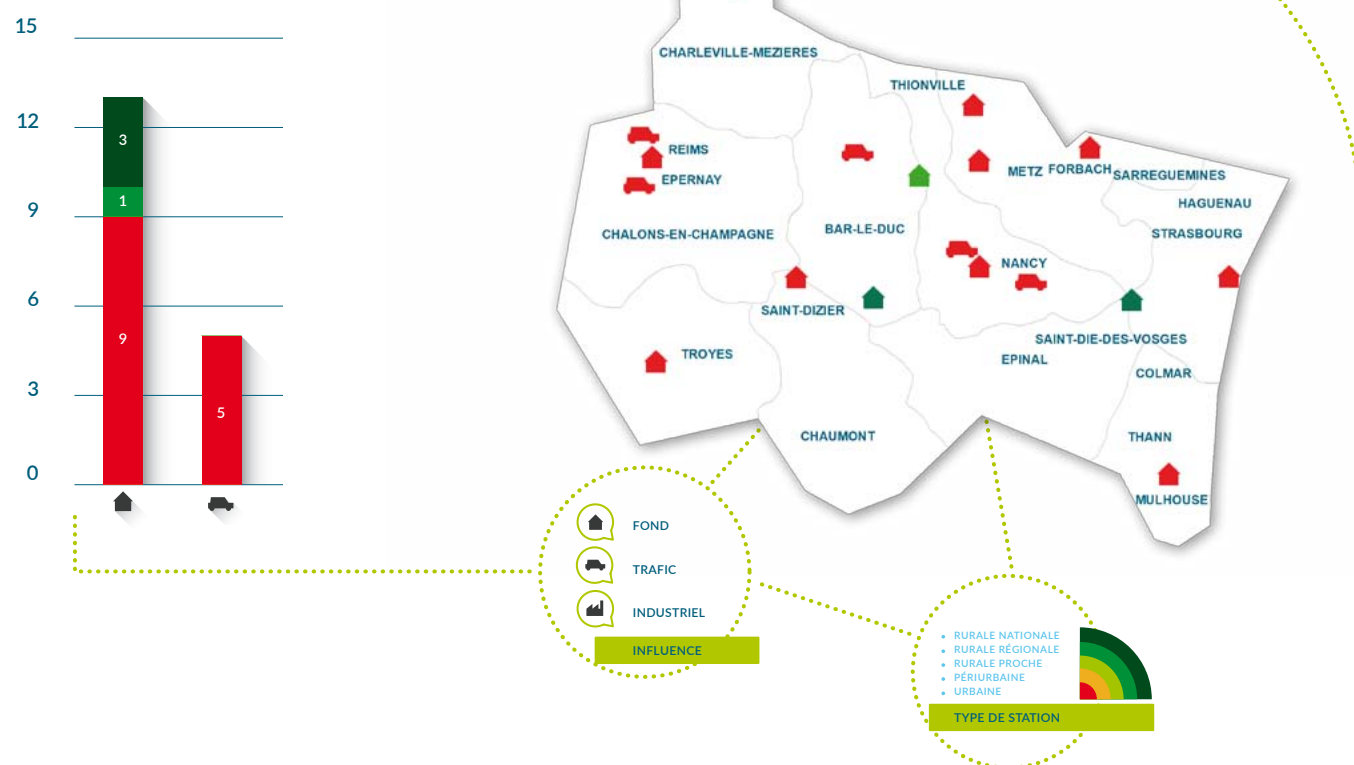 15
12
9
6
3
0
3
1
9
5
CHARLEVILLE-MEZIERES
THIONVILLE
REIMS
EPERNAY
METZ
FORBACH
SARREGUEMINES
HAGUENAU
CHALONS-EN-CHAMPAGNE
BAR-LE-DUC
STRASBOURG
NANCY
SAINT-DIZIER
SAINT-DIE-DES-VOSGES
TROYES
EPINAL
COLMAR
CHAUMONT
THANN
MULHOUSE
FOND
TRAFIC
INDUSTRIEL
INFLUENCE
• RURALE NATIONALE
• RURALE RÉGIONALE
• RURALE PROCHE
• PÉRIURBAINE
• URBAINE
TYPE DE STATION